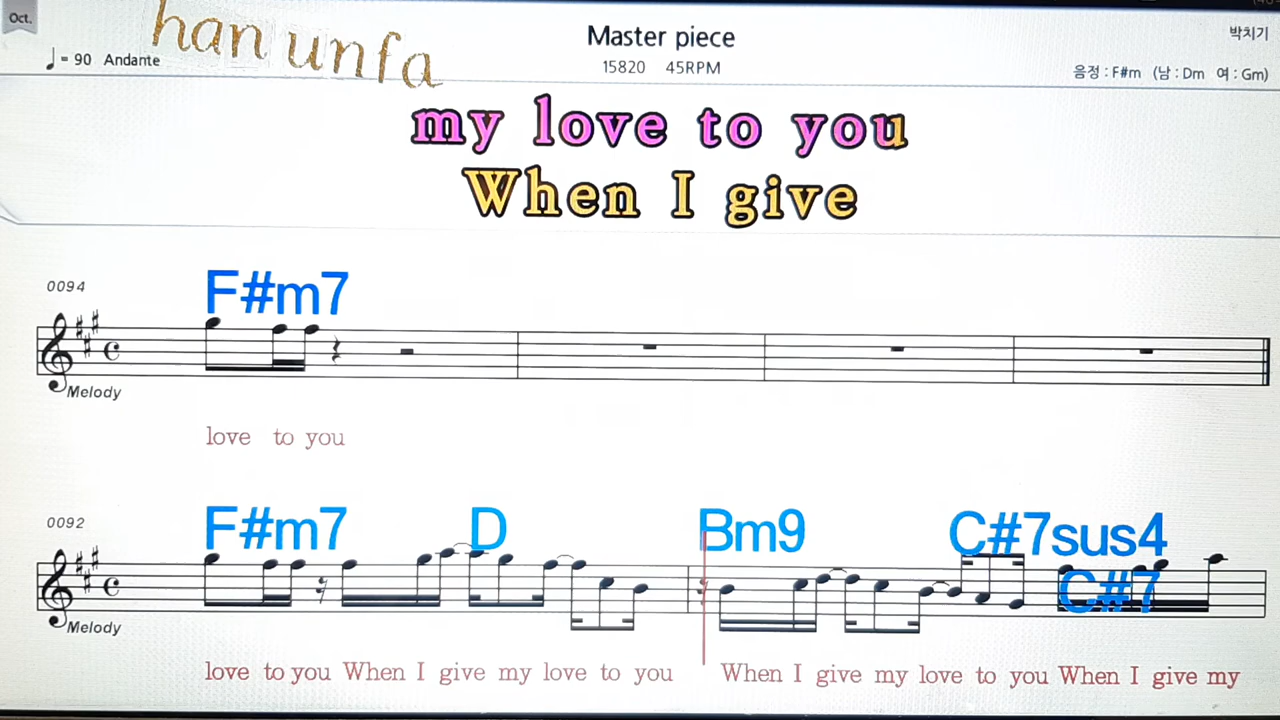 Oct.
han unfa
Master piece
박치기
♩= 90 Andante
15820 45RPM
음정 : F#m (남 : Dm 여 : Gm)
my love to you
When I give
0094
F#m7
Melody
love to you
0092
F#m7 D Bm9 C#7sus4
C#7
Melody
love to you When I give my love to you When I give my love to you When I give my